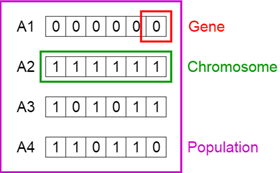 A1 0 0 0 0 0 0 Gene
A2 1 1 1 1 1 1 Chromosome
A3 1 0 1 0 1 1
A4 1 1 0 1 1 0 Population